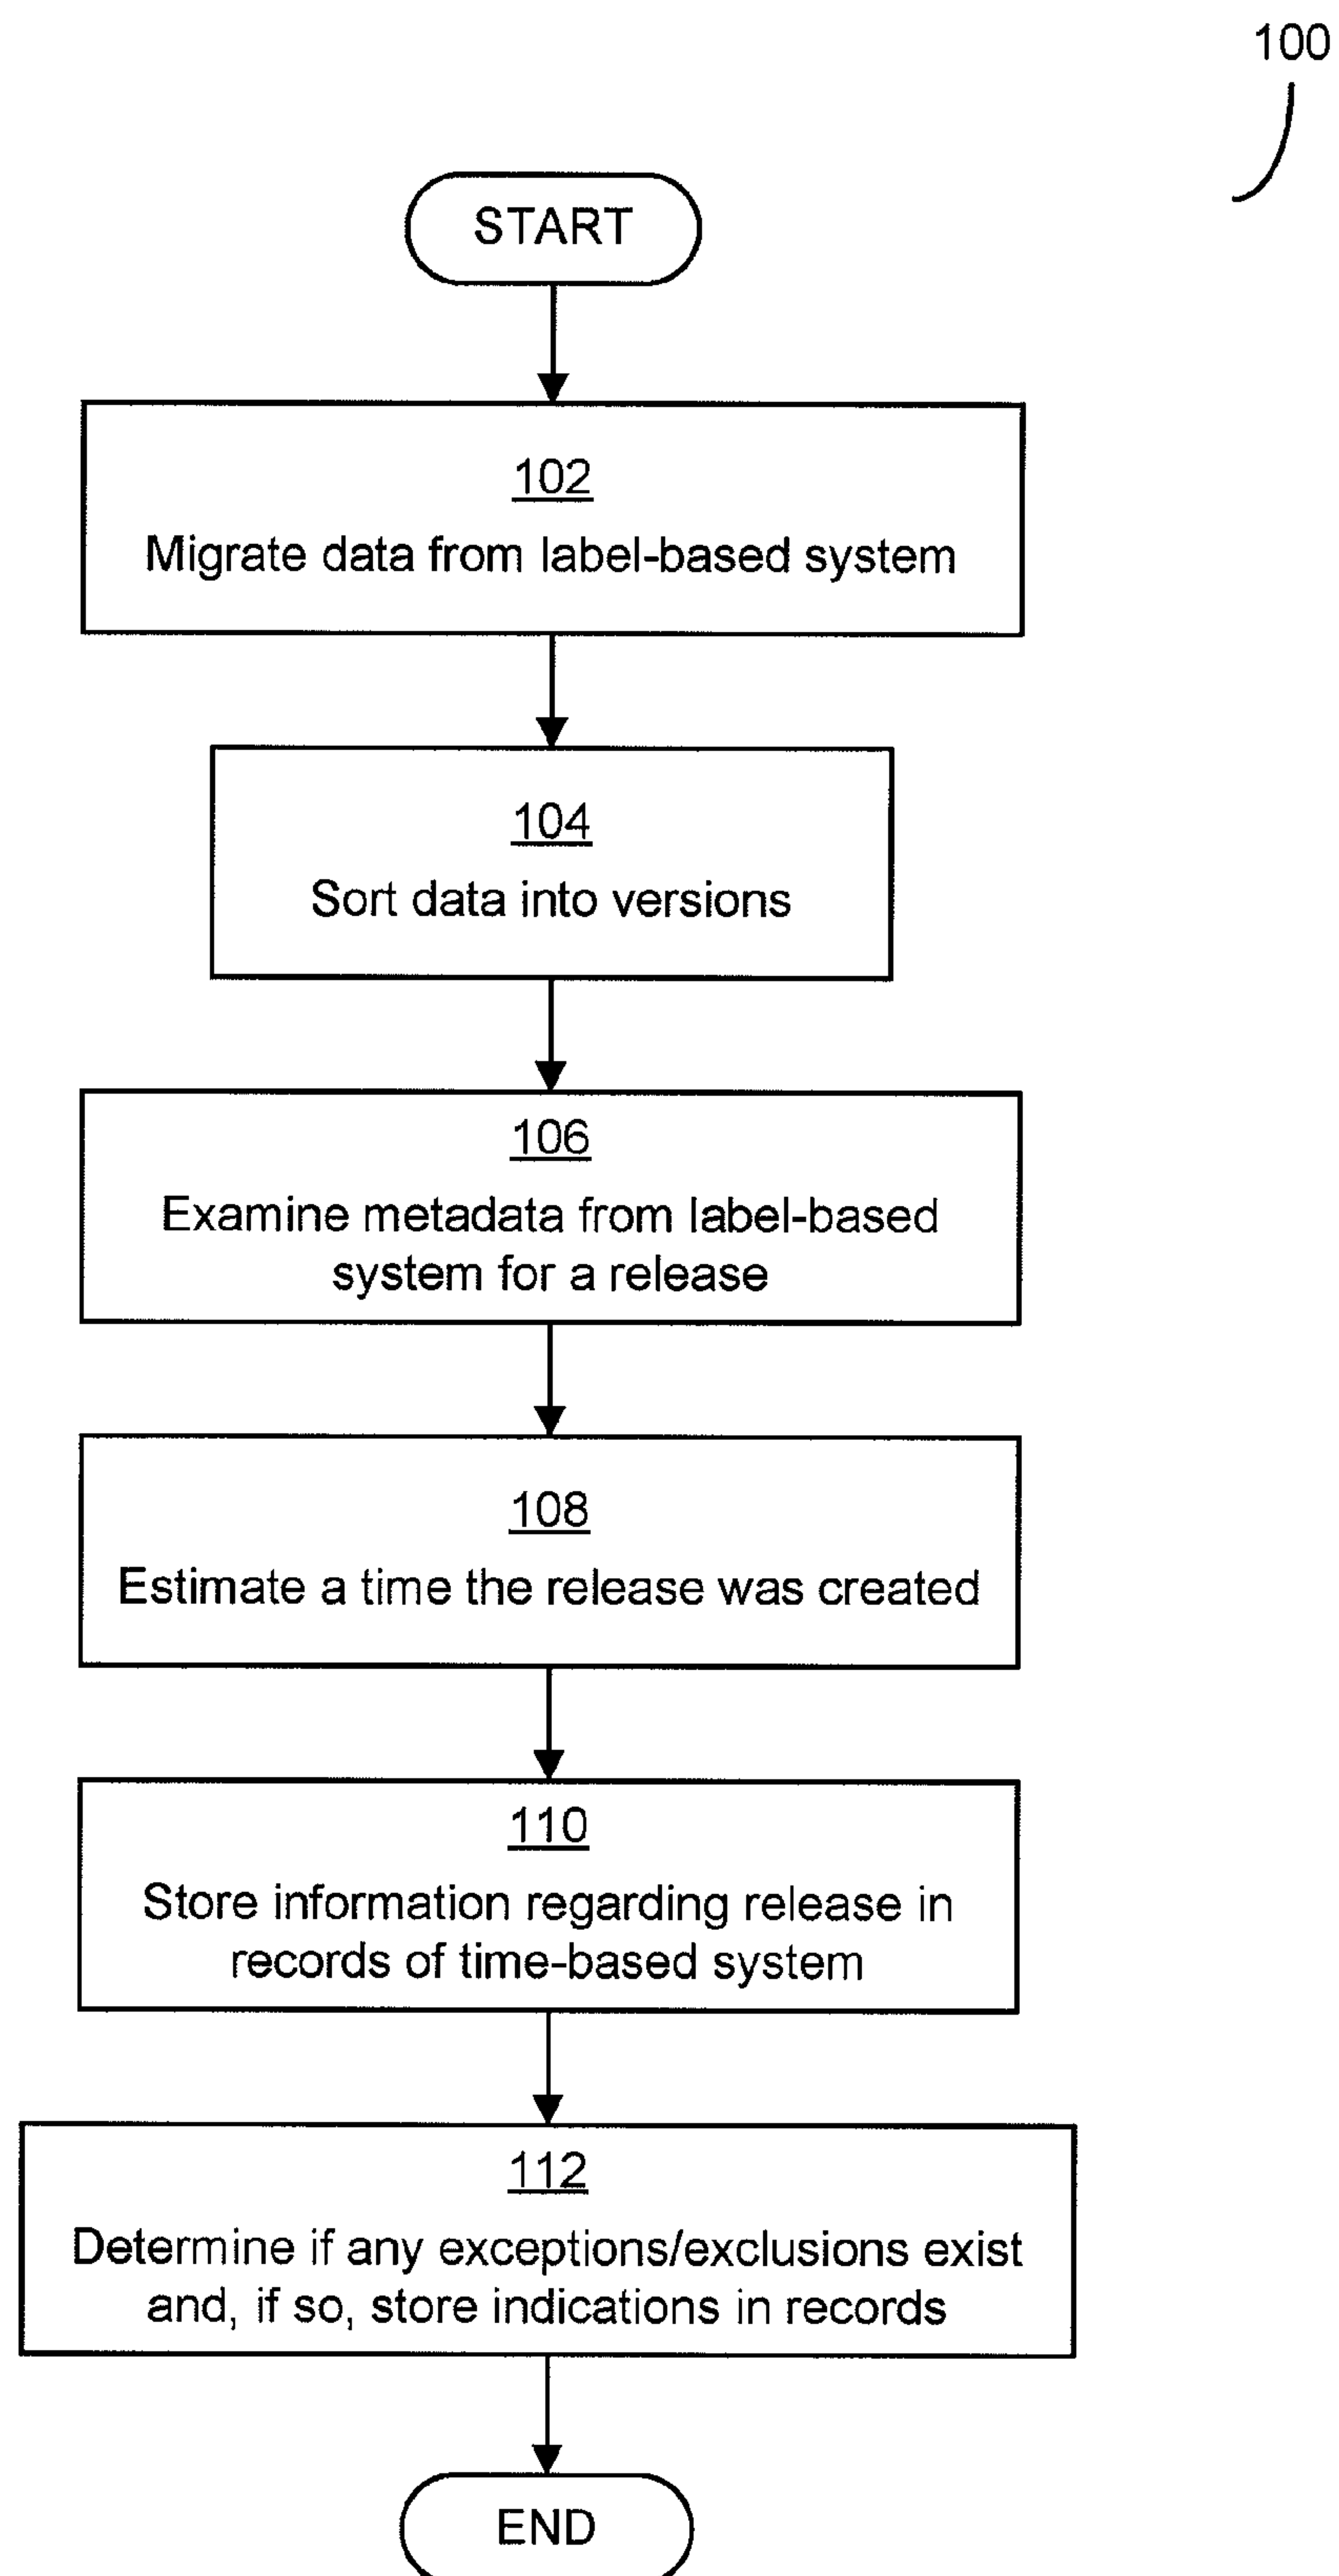 100
START
102
Migrate data from label-based system
104
Sort data into versions
106
Examine metadata from label-based
system for a release
108
Estimate a time the release was created
110
Store information regarding release in
records of time-based system
112
Determine if any exceptions/exclusions exist
and, if so, store indications in records
END